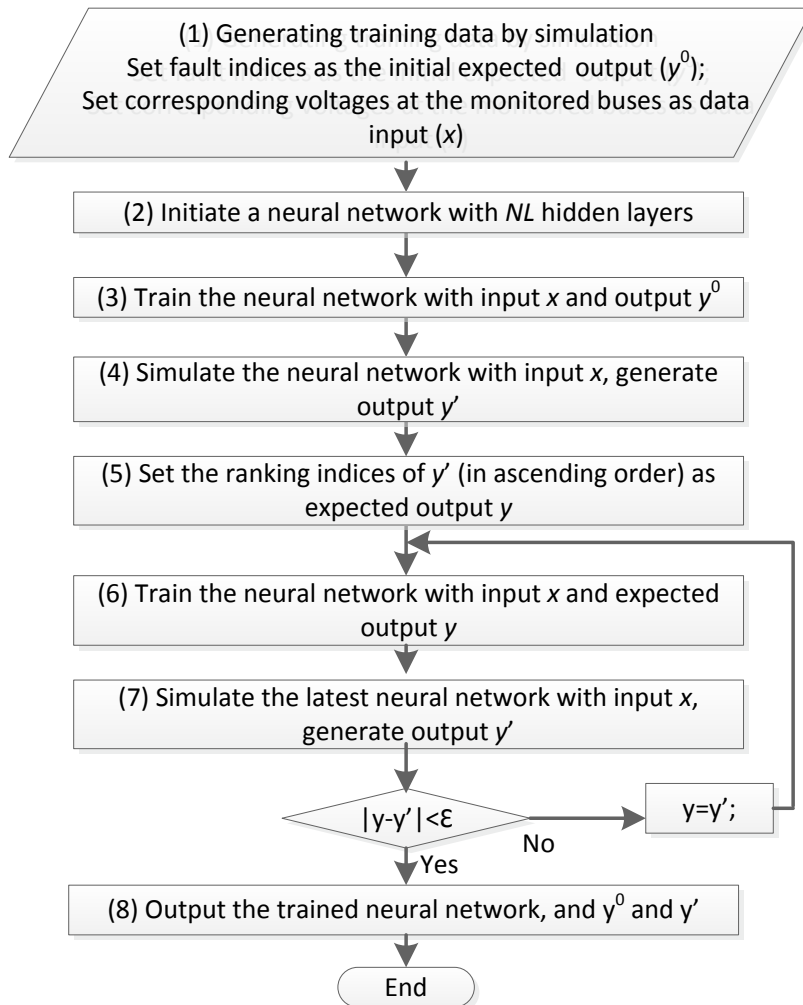 (1) Generating training data by simulation
Set fault indices as the initial expected output (y⁰);
Set corresponding voltages at the monitored buses as data
input (x)
(2) Initiate a neural network with NL hidden layers
(3) Train the neural network with input x and output y⁰
(4) Simulate the neural network with input x, generate
output y’
(5) Set the ranking indices of y’ (in ascending order) as
expected output y
(6) Train the neural network with input x and expected
output y
(7) Simulate the latest neural network with input x,
generate output y’
|y-y’|<Ɛ
No
y=y’;
Yes
(8) Output the trained neural network, and y⁰ and y’
End